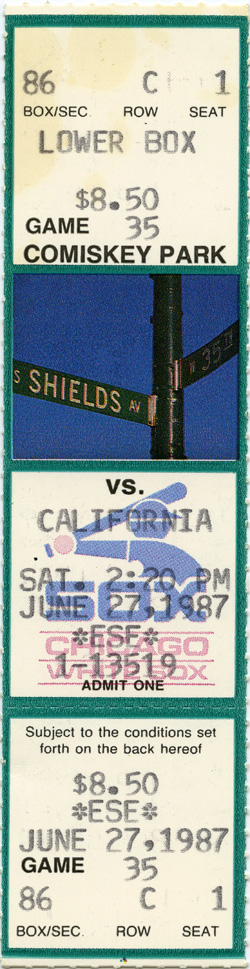 86 C 1
BOX/SEC. ROW SEAT
LOWER BOX
$8.50
GAME 35
COMISKEY PARK
S SHIELDS AV
W 35TH
VS.
CALIFORNIA
SAT. 2:20 PM
SOX
JUNE 27,1987
*ESE*
CHICAGO
1-13519
WHITE SOX
ADMIT ONE
Subject to the conditions set
forth on the back hereof
$8.50
*ESE*
JUNE 27,1987
GAME 35
86 C 1
BOX/SEC. ROW SEAT